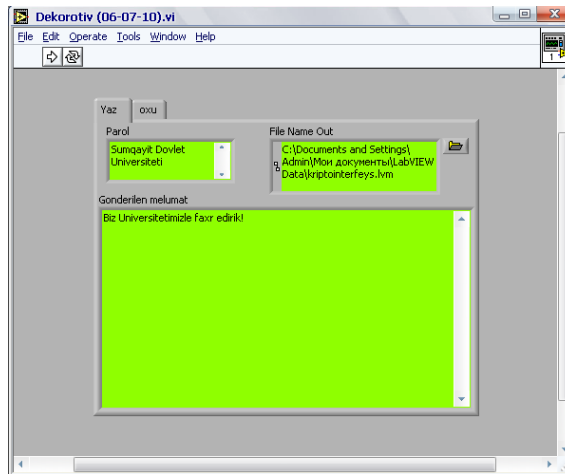 Dekorotiv (06-07-10).vi
File Edit Operate Tools Window Help
1
Yaz oxu
Parol
File Name Out
Sumqayit Dovlet
Universiteti
C:\Documents and Settings\
Admin\Мои документы\LabVIEW
Data\kriptointerfeys.lvm
Gonderilen melumat
Biz Universitetimizle faxr edirik!